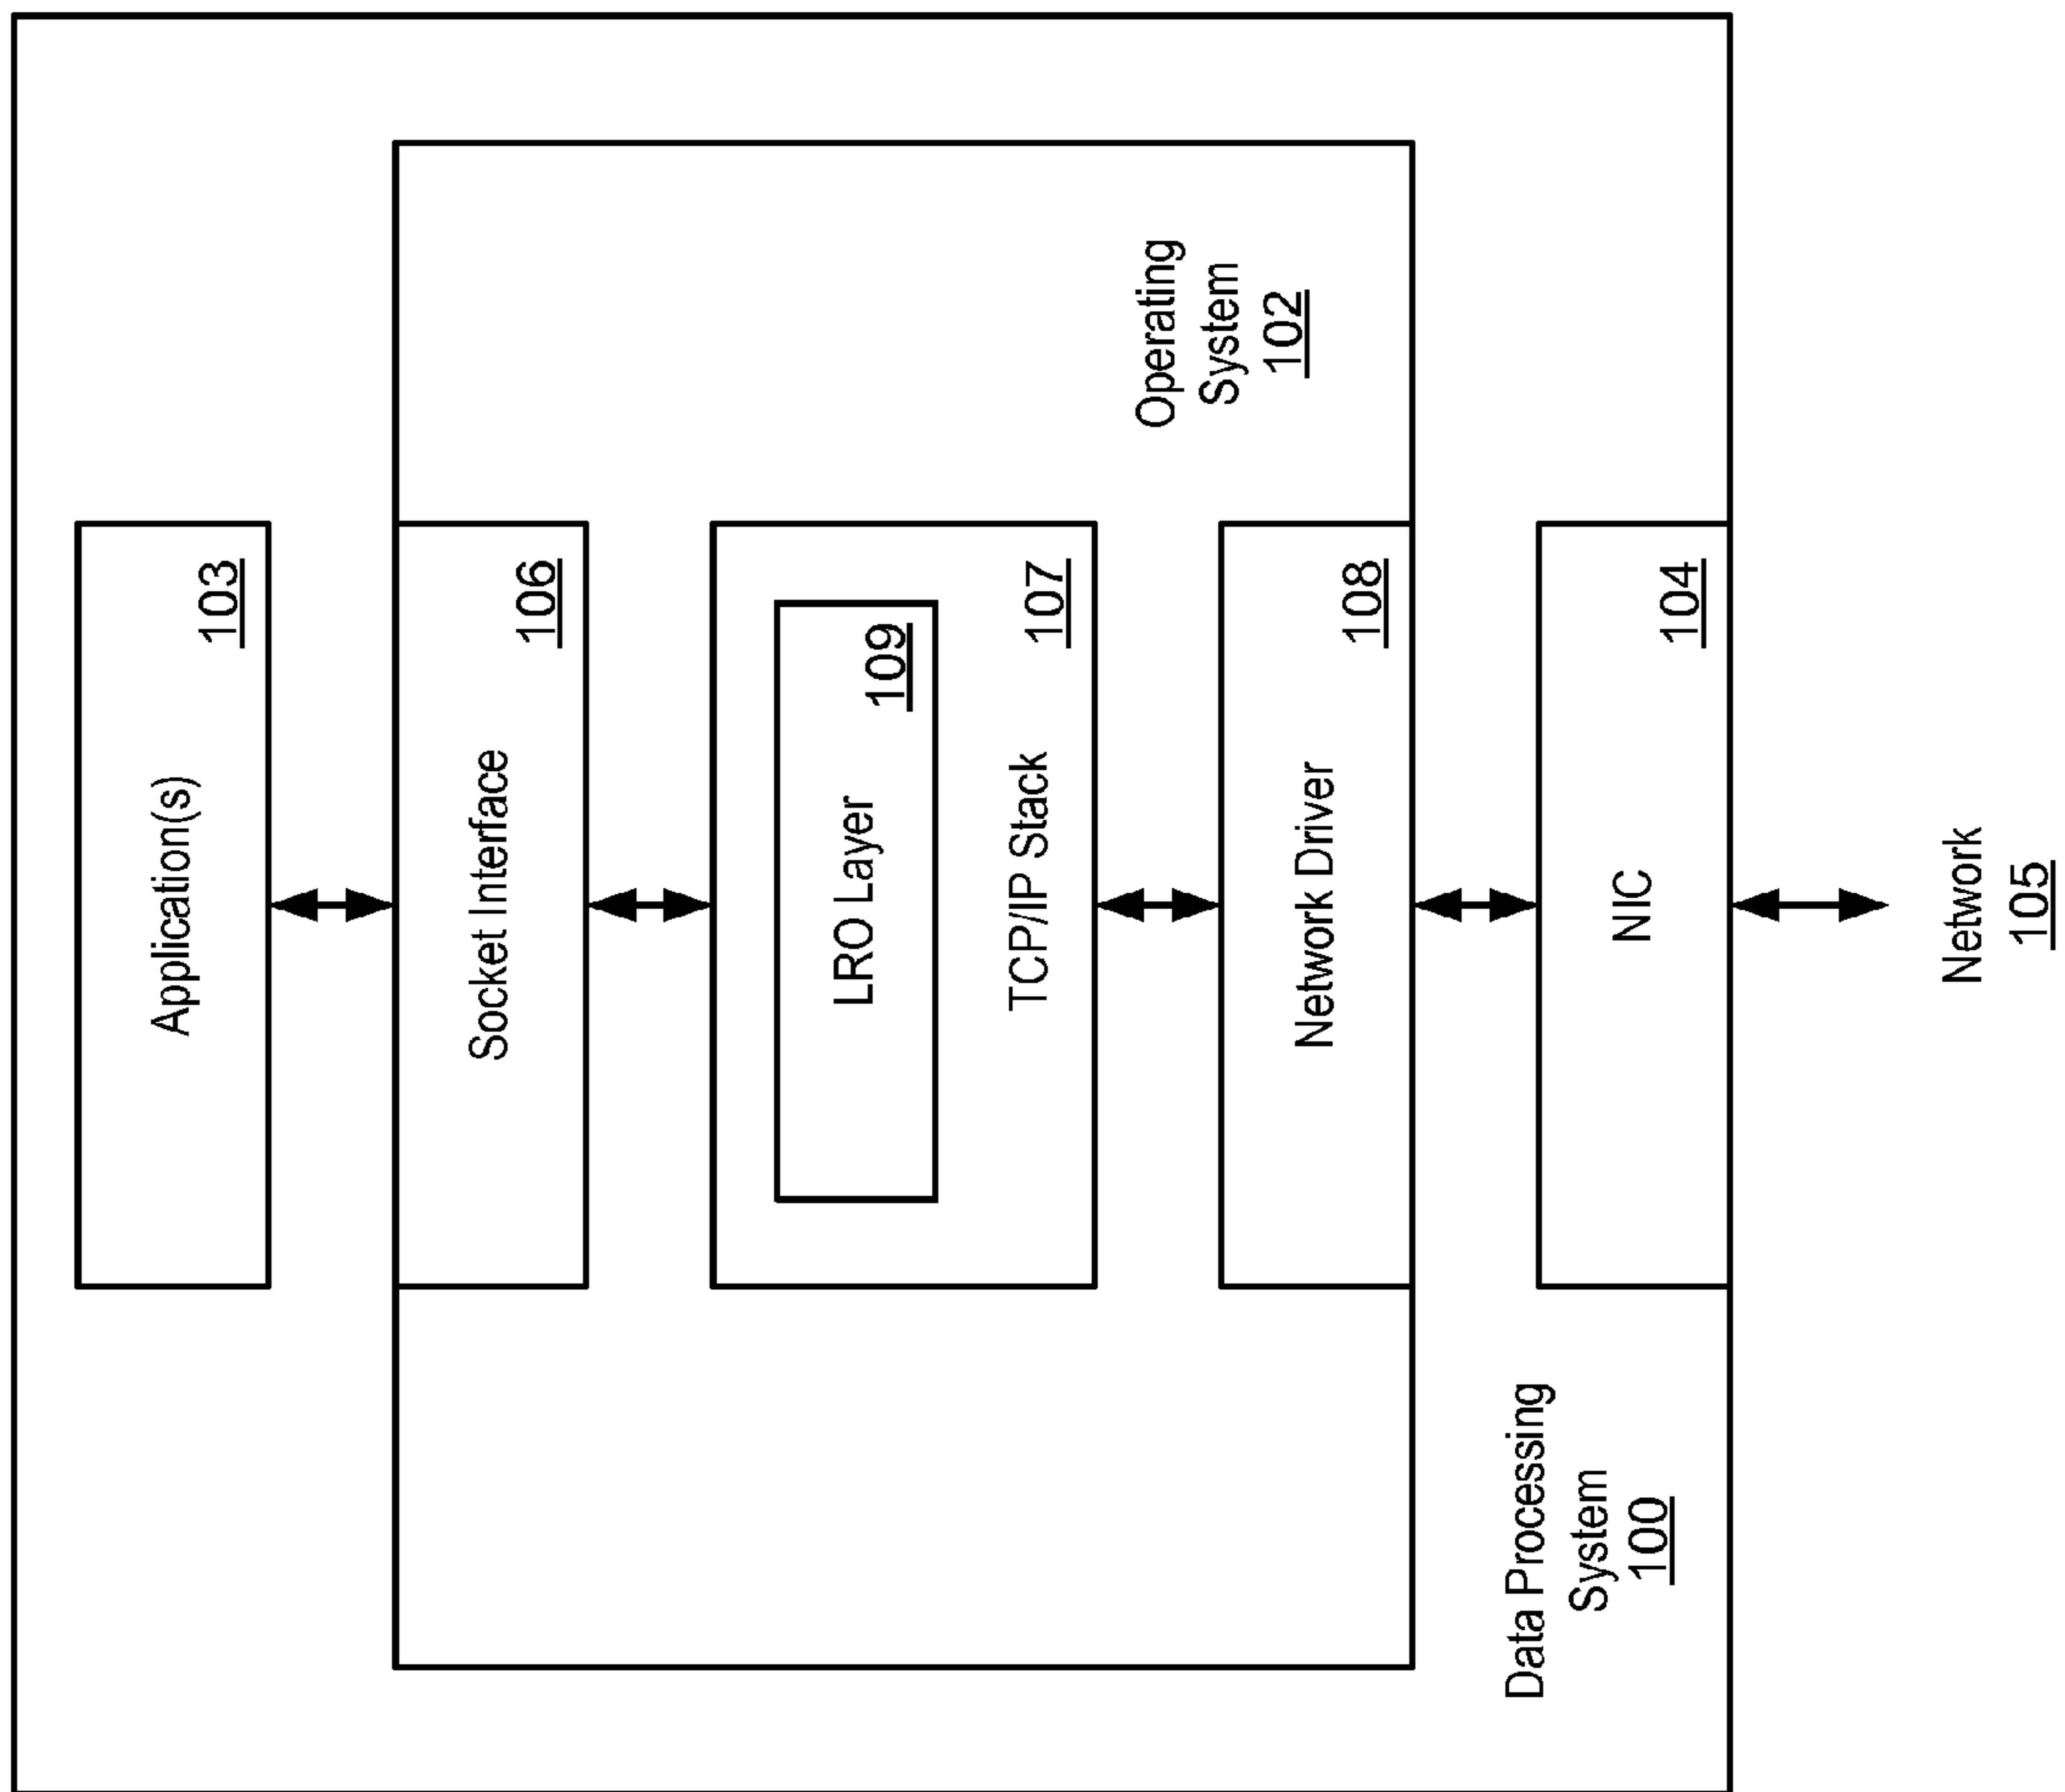 Application(s)
103
Socket Interface
106
LRO Layer
109
TCP/IP Stack
107
Operating
System
102
Network Driver
108
NIC
104
Data Processing
System
100
Network
105